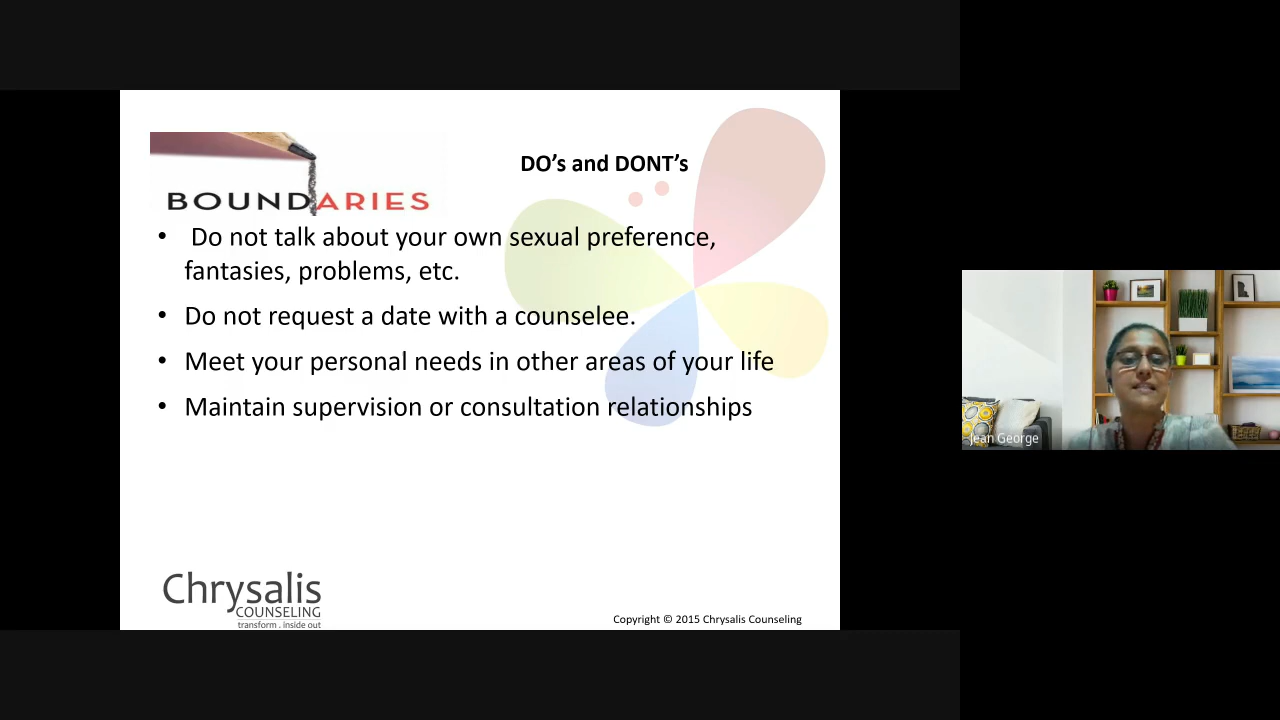 DO’s and DONT’s
BOUNDARIES
• Do not talk about your own sexual preference,
fantasies, problems, etc.
• Do not request a date with a counselee.
• Meet your personal needs in other areas of your life
• Maintain supervision or consultation relationships
Jean George
Chrysalis
COUNSELING
transform . inside out
Copyright © 2015 Chrysalis Counseling